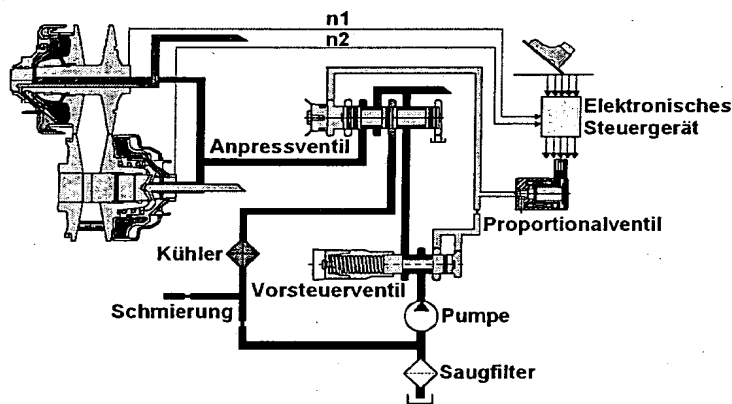 n1
n2
Elektronisches
Steuergerät
Anpressventil
Proportionalventil
Kühler
Vorsteuerventil
Schmierung
Pumpe
Saugfilter